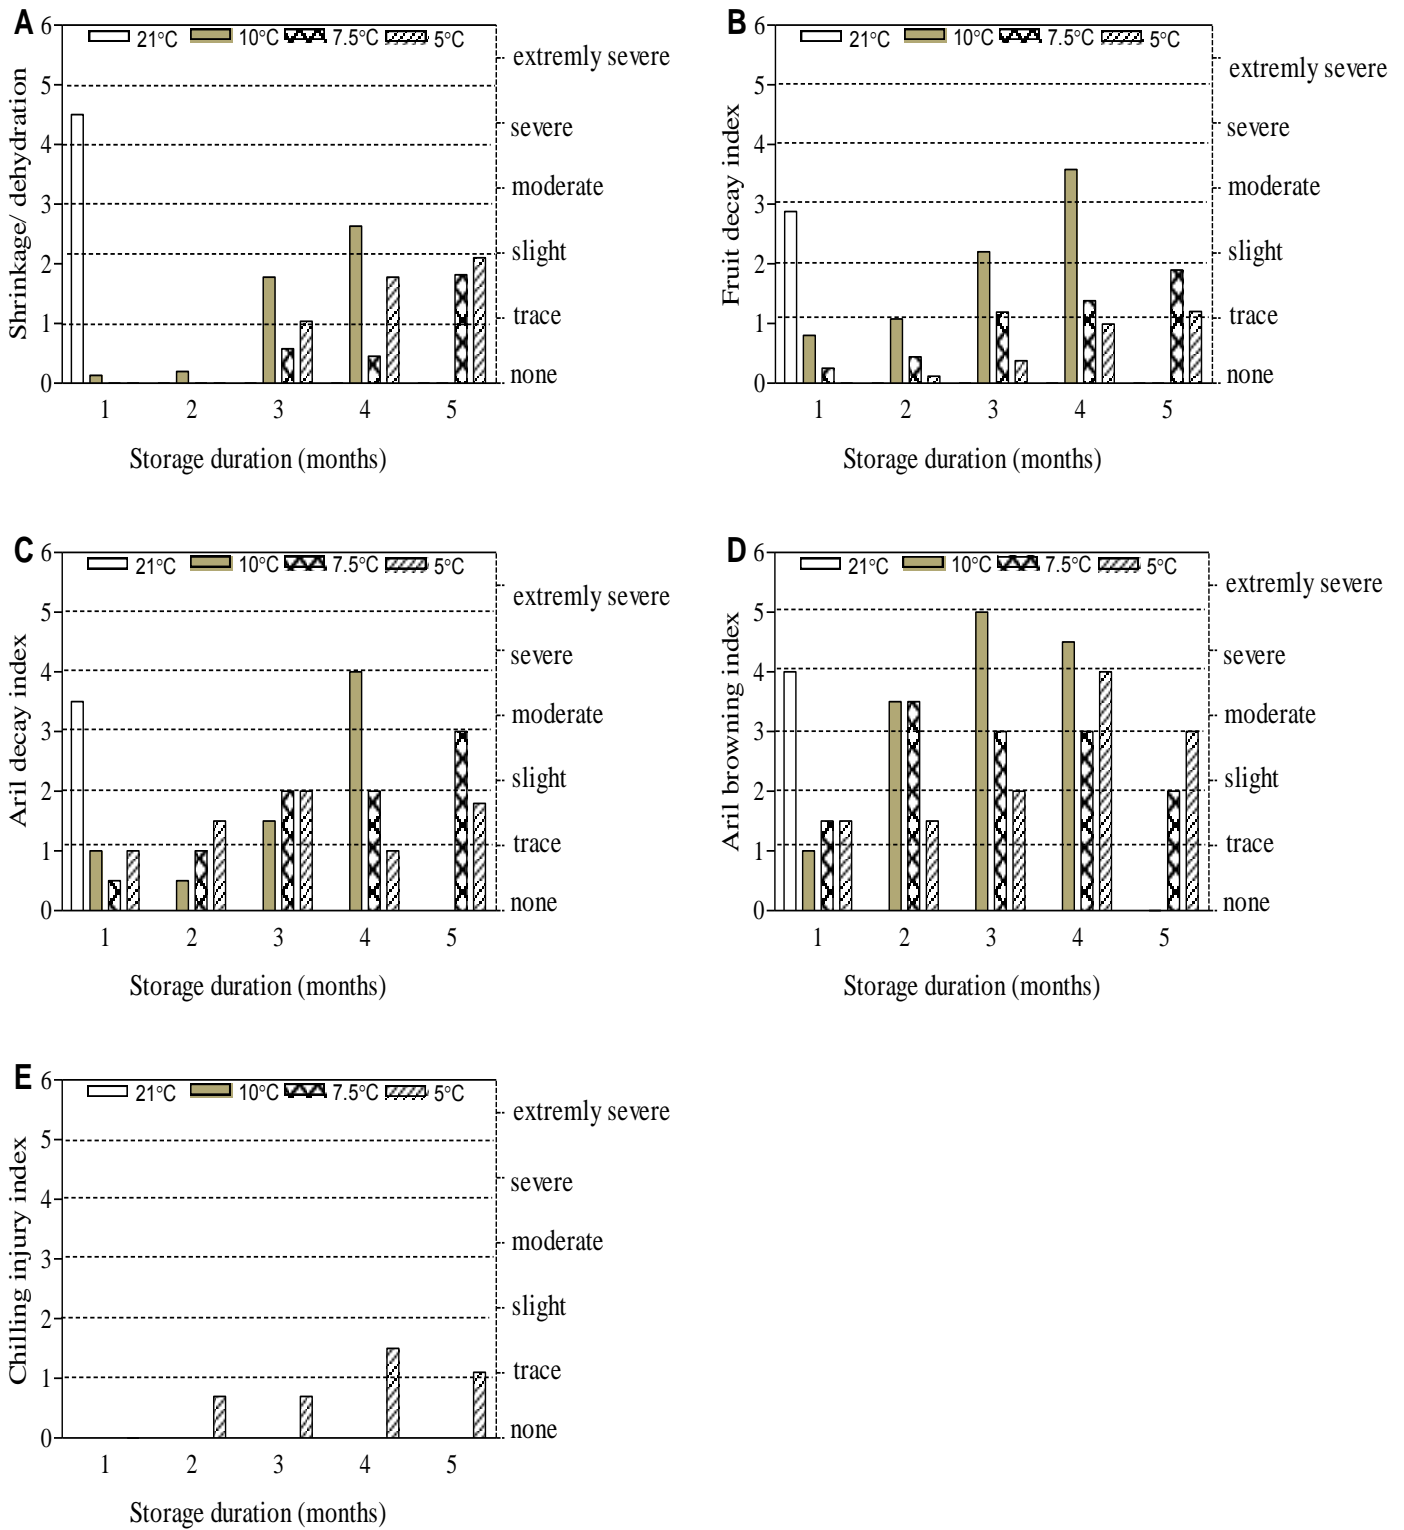 A
21°C 10°C 7.5°C 5°C
Shrinkage/ dehydration
6
5
4
3
2
1
0
extremly severe
severe
moderate
slight
trace
none
1 2 3 4 5
Storage duration (months)
B
21°C 10°C 7.5°C 5°C
Fruit decay index
6
5
4
3
2
1
0
extremly severe
severe
moderate
slight
trace
none
1 2 3 4 5
Storage duration (months)
C
21°C 10°C 7.5°C 5°C
Aril decay index
6
5
4
3
2
1
0
extremly severe
severe
moderate
slight
trace
none
1 2 3 4 5
Storage duration (months)
D
21°C 10°C 7.5°C 5°C
Aril browning index
6
5
4
3
2
1
0
extremly severe
severe
moderate
slight
trace
none
1 2 3 4 5
Storage duration (months)
E
21°C 10°C 7.5°C 5°C
Chilling injury index
6
5
4
3
2
1
0
extremly severe
severe
moderate
slight
trace
none
1 2 3 4 5
Storage duration (months)